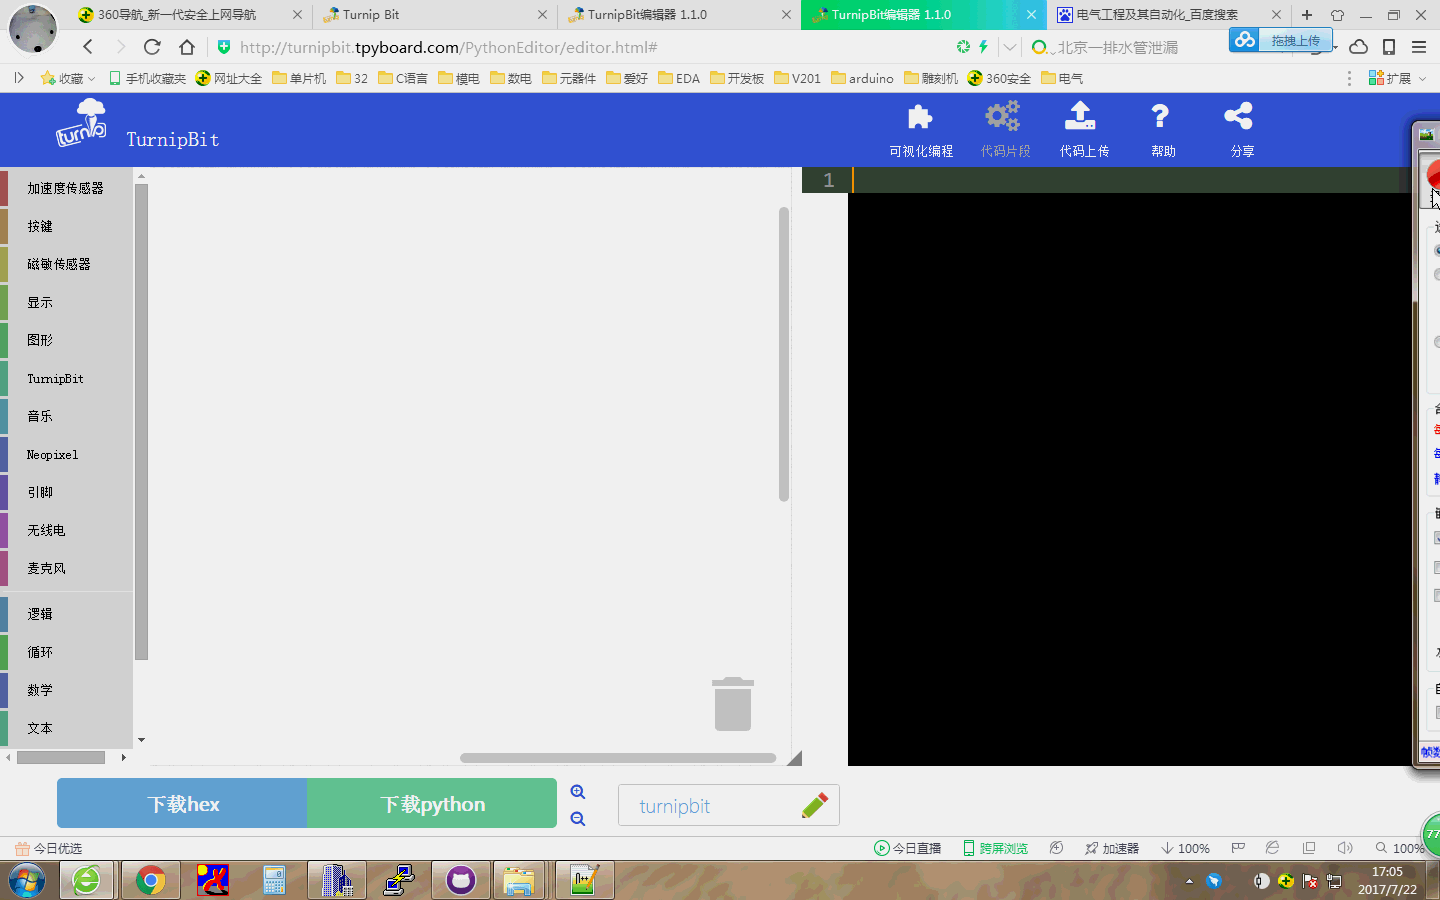 360导航_新一代安全上网导航
Turnip Bit
TurnipBit编辑器 1.1.0
TurnipBit编辑器 1.1.0
电气工程及其自动化_百度搜索
http://turnipbit.tpyboard.com/PythonEditor/editor.html#
北京一排水管泄漏
拖拽上传
收藏
手机收藏夹
网址大全
单片机
32
C语言
模电
数电
元器件
爱好
EDA
开发板
V201
arduino
雕刻机
360安全
电气
扩展
turnip
TurnipBit
可视化编程
代码片段
代码上传
帮助
分享
加速度传感器
按键
磁敏传感器
显示
图形
TurnipBit
音乐
Neopixel
引脚
无线电
麦克风
逻辑
循环
数学
文本
1
帧数
下载hex
下载python
turnipbit
77
今日优选
今日直播
跨屏浏览
加速器
100%
100%
17:05
2017/7/22